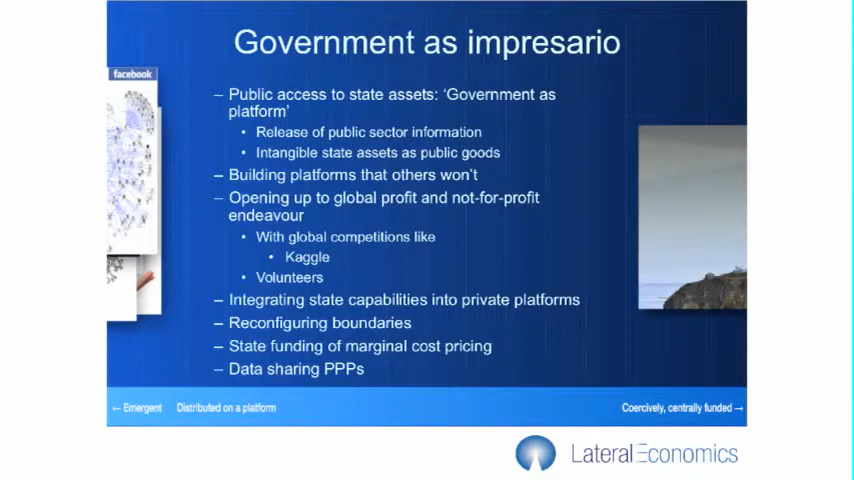 Government as impresario
facebook
– Public access to state assets: ‘Government as
platform’
• Release of public sector information
• Intangible state assets as public goods
– Building platforms that others won’t
– Opening up to global profit and not-for-profit
endeavour
• With global competitions like
• Kaggle
• Volunteers
– Integrating state capabilities into private platforms
– Reconfiguring boundaries
– State funding of marginal cost pricing
– Data sharing PPPs
← Emergent Distributed on a platform Coercively, centrally funded →
LateralEconomics